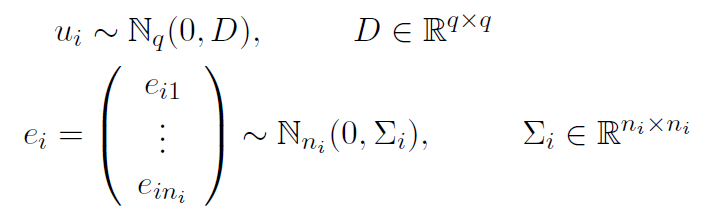 u_i ∼ ℕ_q(0, D), D ∈ ℝ^{q×q}
e_i = ( e_{i1} ⋮ e_{in_i} ) ∼ ℕ_{n_i}(0, Σ_i), Σ_i ∈ ℝ^{n_i×n_i}